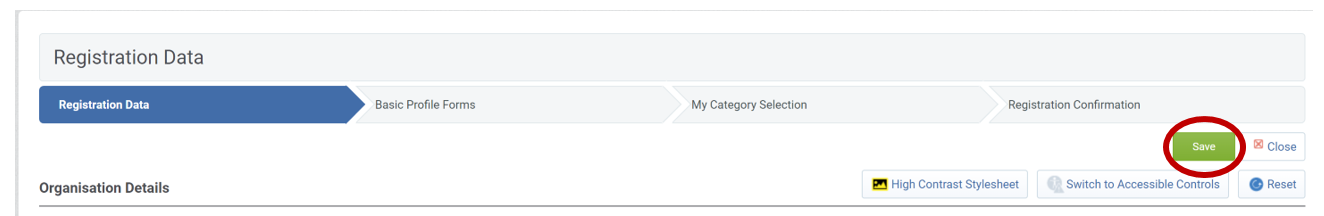 Registration Data
Registration Data Basic Profile Forms My Category Selection Registration Confirmation
Save Close
Organisation Details High Contrast Stylesheet Switch to Accessible Controls Reset